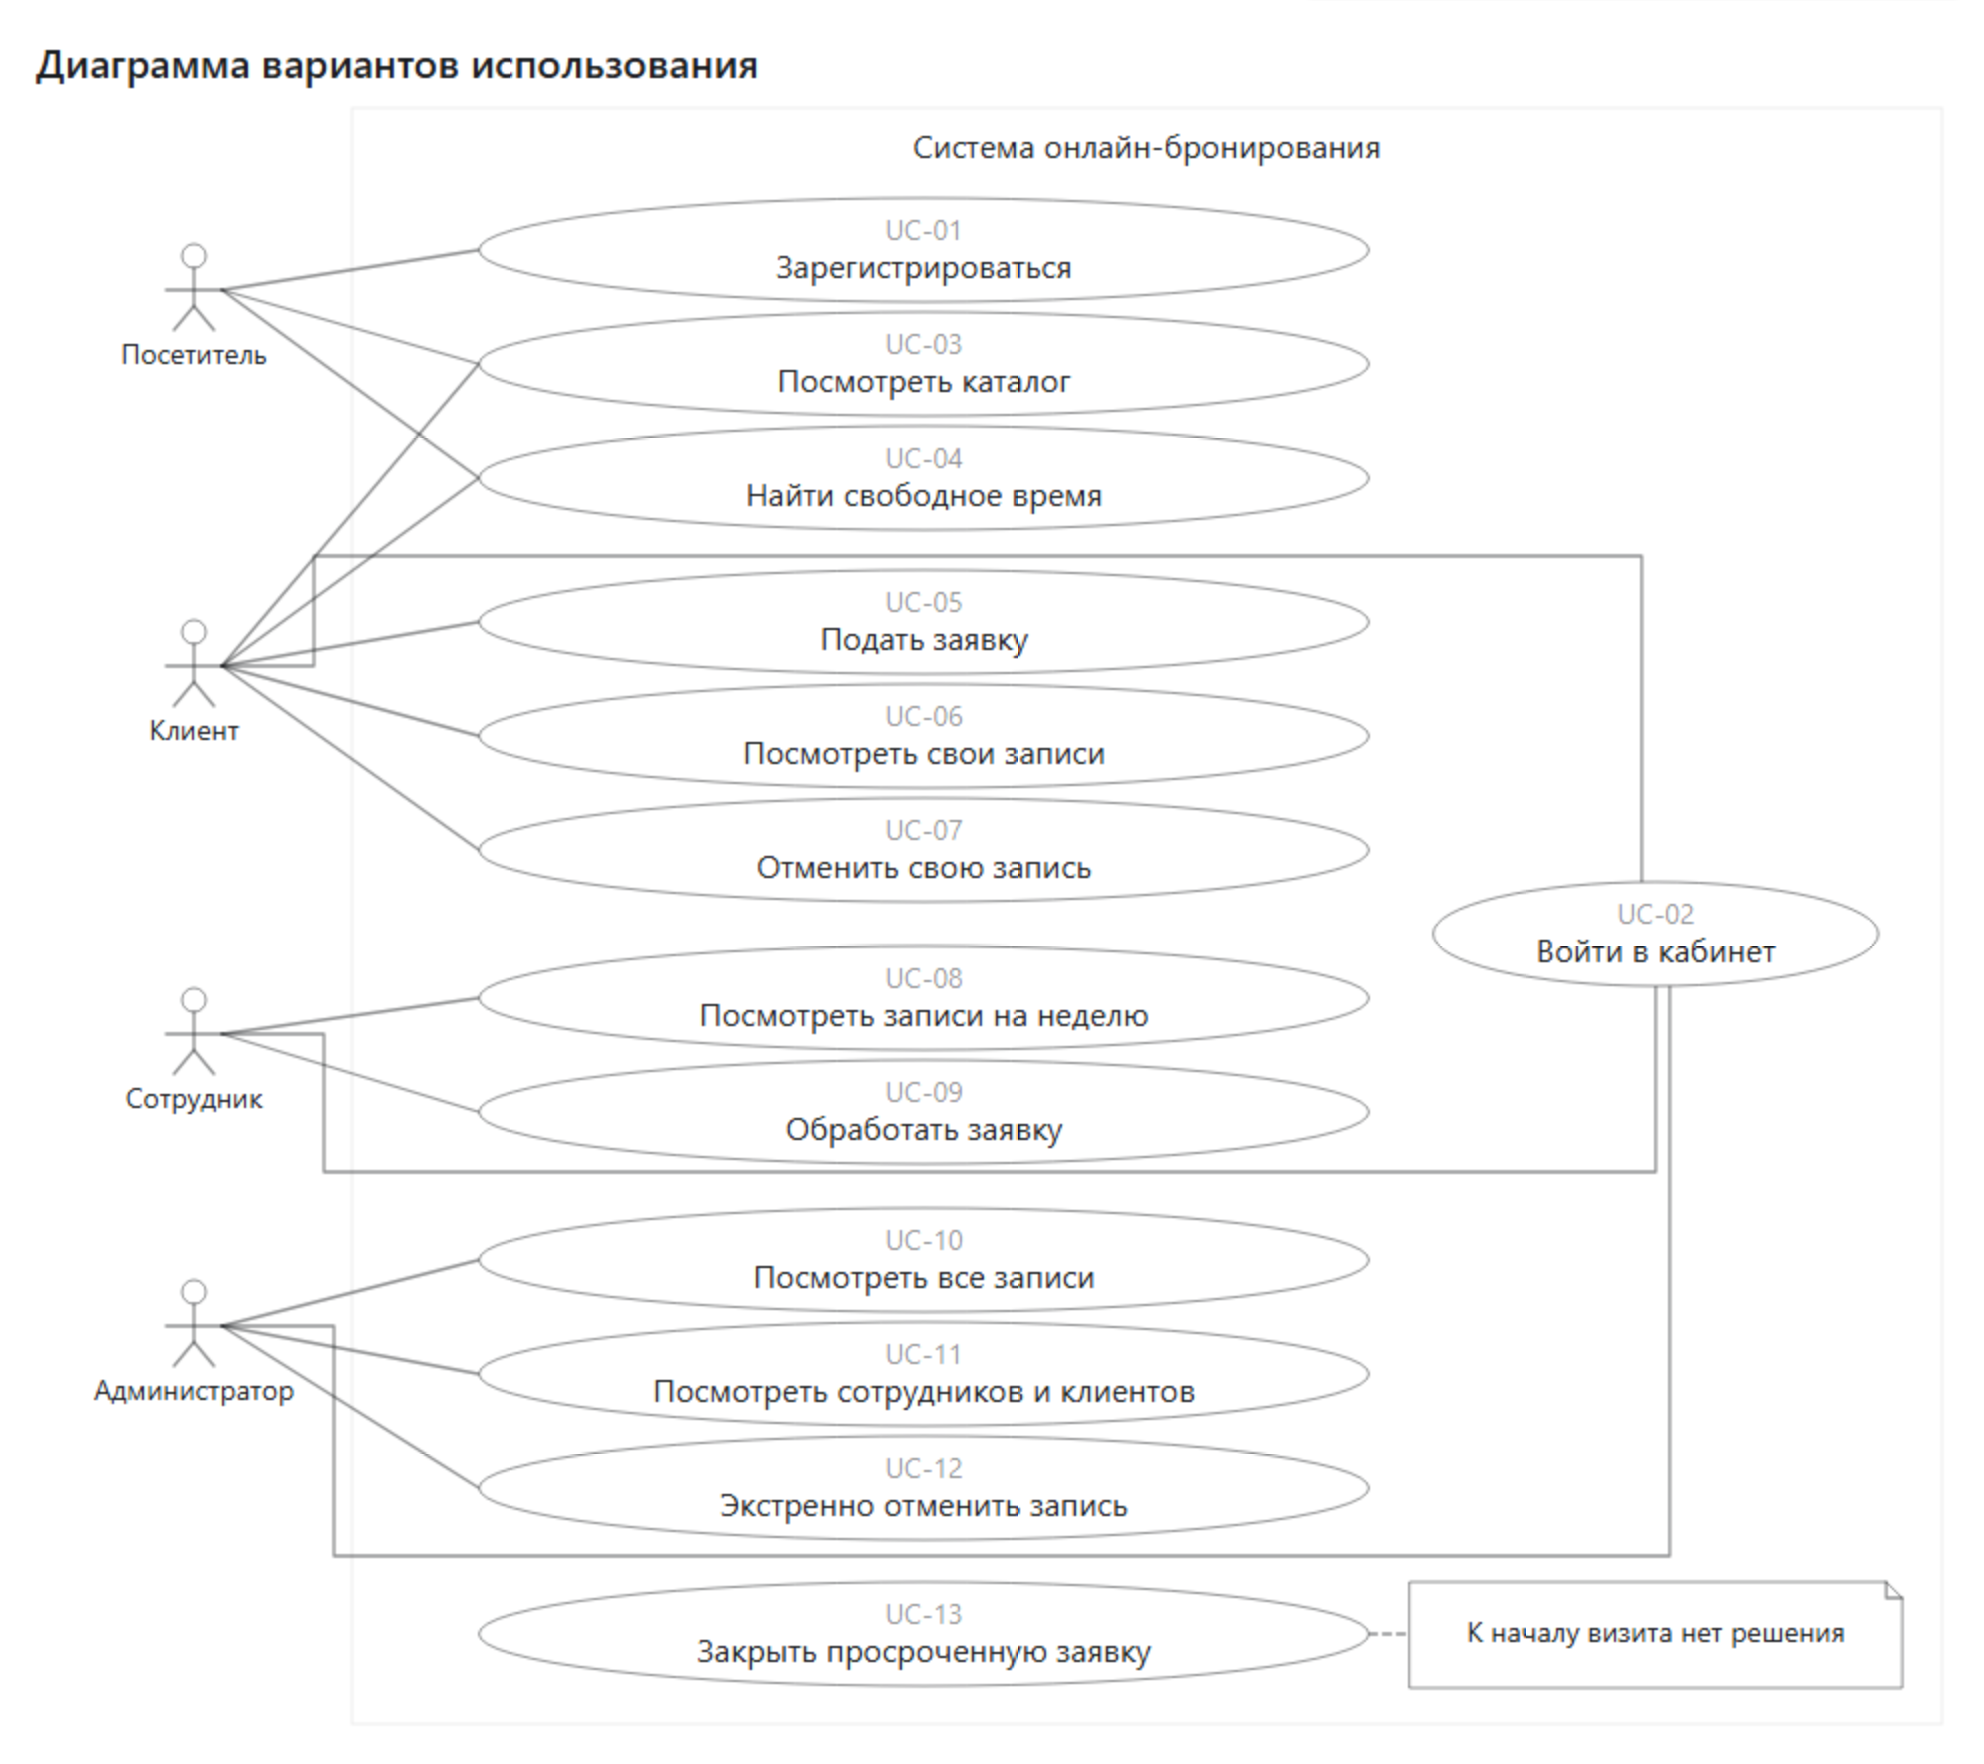 Диаграмма вариантов использования
Система онлайн-бронирования
UC-01
Зарегистрироваться
Посетитель
UC-03
Посмотреть каталог
UC-04
Найти свободное время
UC-05
Подать заявку
Клиент
UC-06
Посмотреть свои записи
UC-07
Отменить свою запись
UC-02
Войти в кабинет
UC-08
Посмотреть записи на неделю
Сотрудник
UC-09
Обработать заявку
UC-10
Посмотреть все записи
Администратор
UC-11
Посмотреть сотрудников и клиентов
UC-12
Экстренно отменить запись
UC-13
Закрыть просроченную заявку
К началу визита нет решения